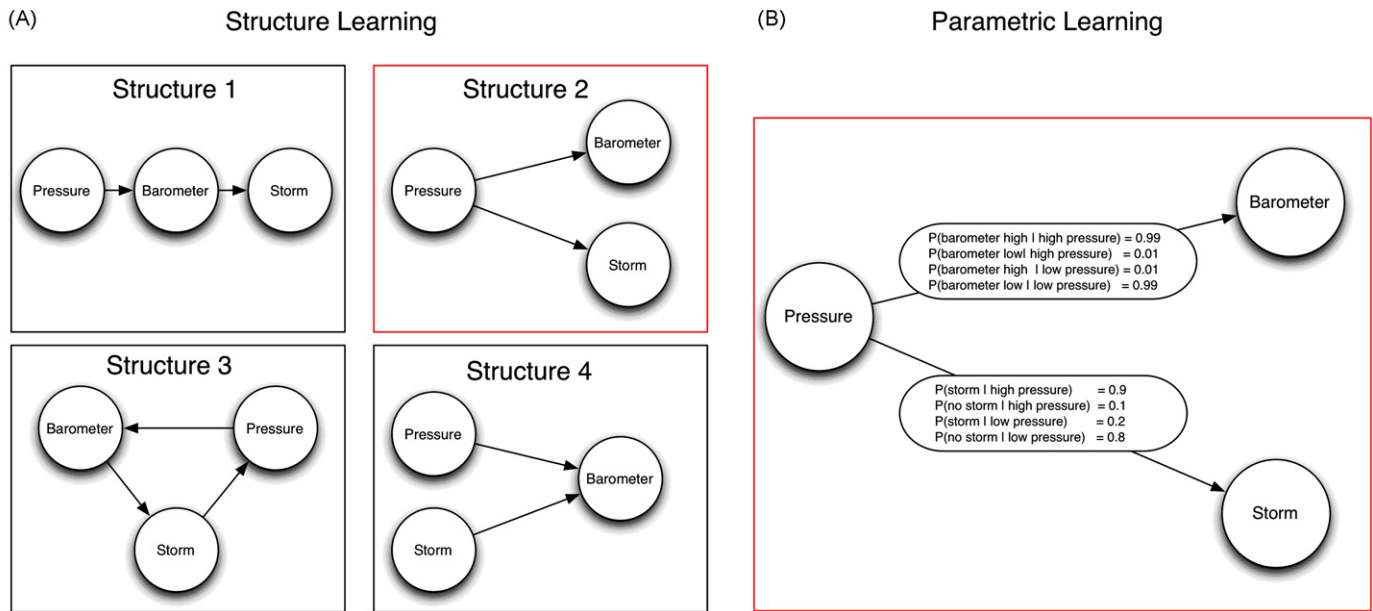 (A)
Structure Learning
Structure 1
Pressure
Barometer
Storm
Structure 2
Pressure
Barometer
Storm
Structure 3
Barometer
Pressure
Storm
Structure 4
Pressure
Barometer
Storm
(B)
Parametric Learning
Barometer
P(barometer high | high pressure) = 0.99
P(barometer low| high pressure) = 0.01
P(barometer high | low pressure) = 0.01
P(barometer low | low pressure) = 0.99
Pressure
P(storm | high pressure) = 0.9
P(no storm | high pressure) = 0.1
P(storm | low pressure) = 0.2
P(no storm | low pressure) = 0.8
Storm